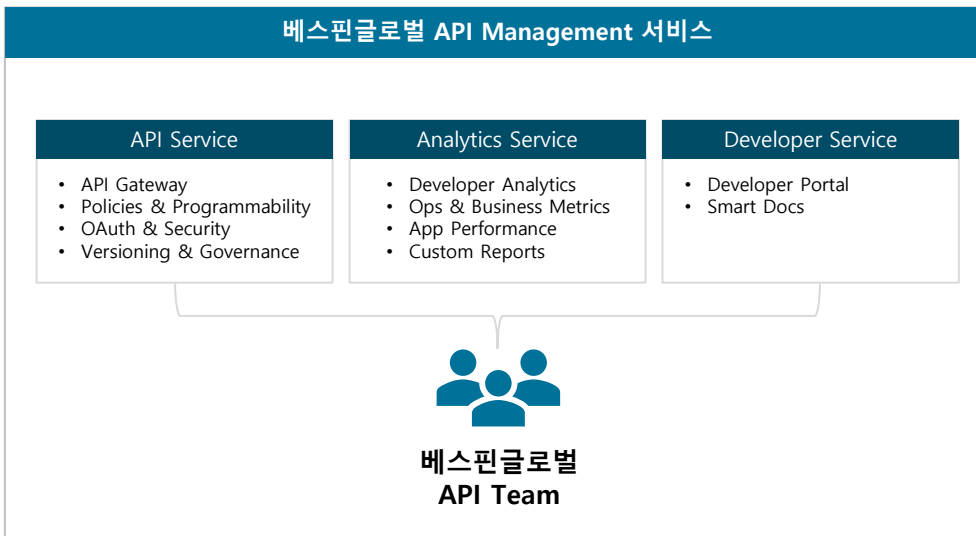 베스핀글로벌 API Management 서비스
API Service
• API Gateway
• Policies & Programmability
• OAuth & Security
• Versioning & Governance
Analytics Service
• Developer Analytics
• Ops & Business Metrics
• App Performance
• Custom Reports
Developer Service
• Developer Portal
• Smart Docs
베스핀글로벌
API Team